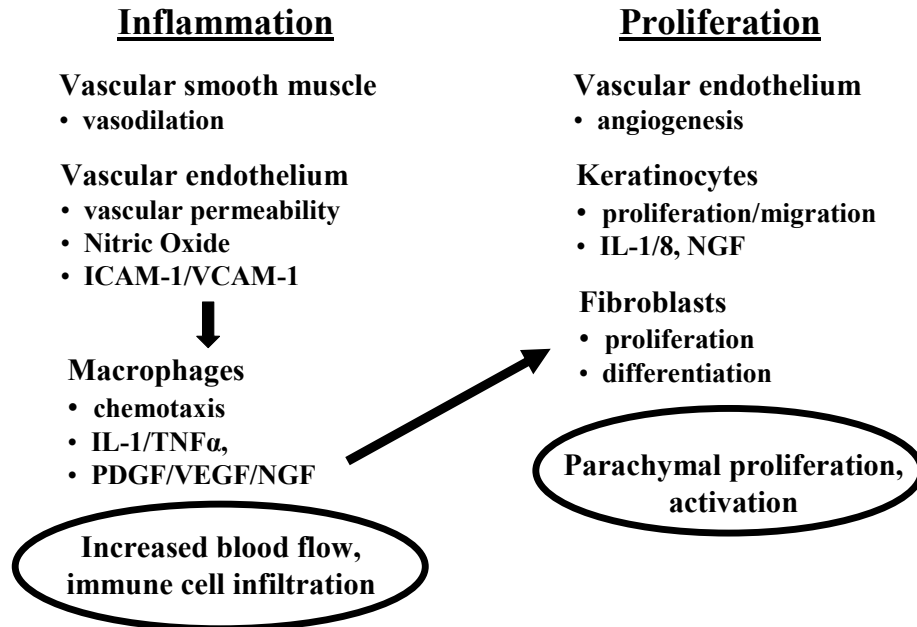 Inflammation
Vascular smooth muscle
• vasodilation
Vascular endothelium
• vascular permeability
• Nitric Oxide
• ICAM-1/VCAM-1
Macrophages
• chemotaxis
• IL-1/TNFα,
• PDGF/VEGF/NGF
Increased blood flow,
immune cell infiltration
Proliferation
Vascular endothelium
• angiogenesis
Keratinocytes
• proliferation/migration
• IL-1/8, NGF
Fibroblasts
• proliferation
• differentiation
Parachymal proliferation,
activation